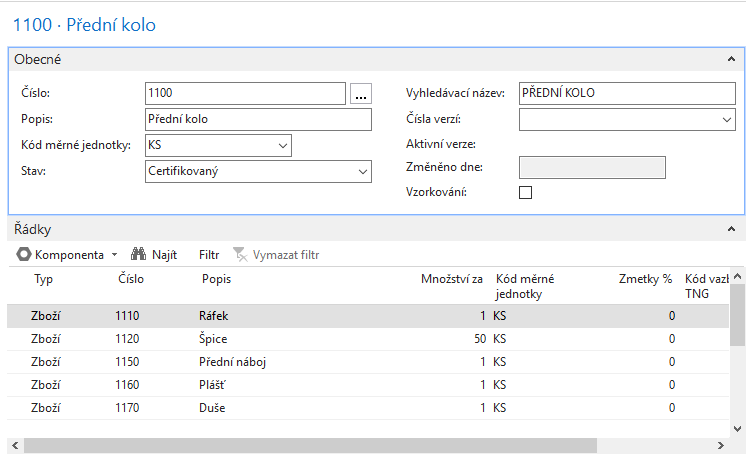 1100 · Přední kolo
Obecné
Číslo: 1100 ... Vyhledávací název: PŘEDNÍ KOLO
Popis: Přední kolo Čísla verzí:
Kód měrné jednotky: KS Aktivní verze:
Stav: Certifikovaný Změněno dne:
Vzorkování:
Řádky
Komponenta Najít Filtr Vymazat filtr
Typ Číslo Popis Množství za Kód měrné Zmetky %
jednotky TNG
Zboží 1110 Ráfek 1 KS 0
Zboží 1120 Špice 50 KS 0
Zboží 1150 Přední náboj 1 KS 0
Zboží 1160 Plášť 1 KS 0
Zboží 1170 Duše 1 KS 0